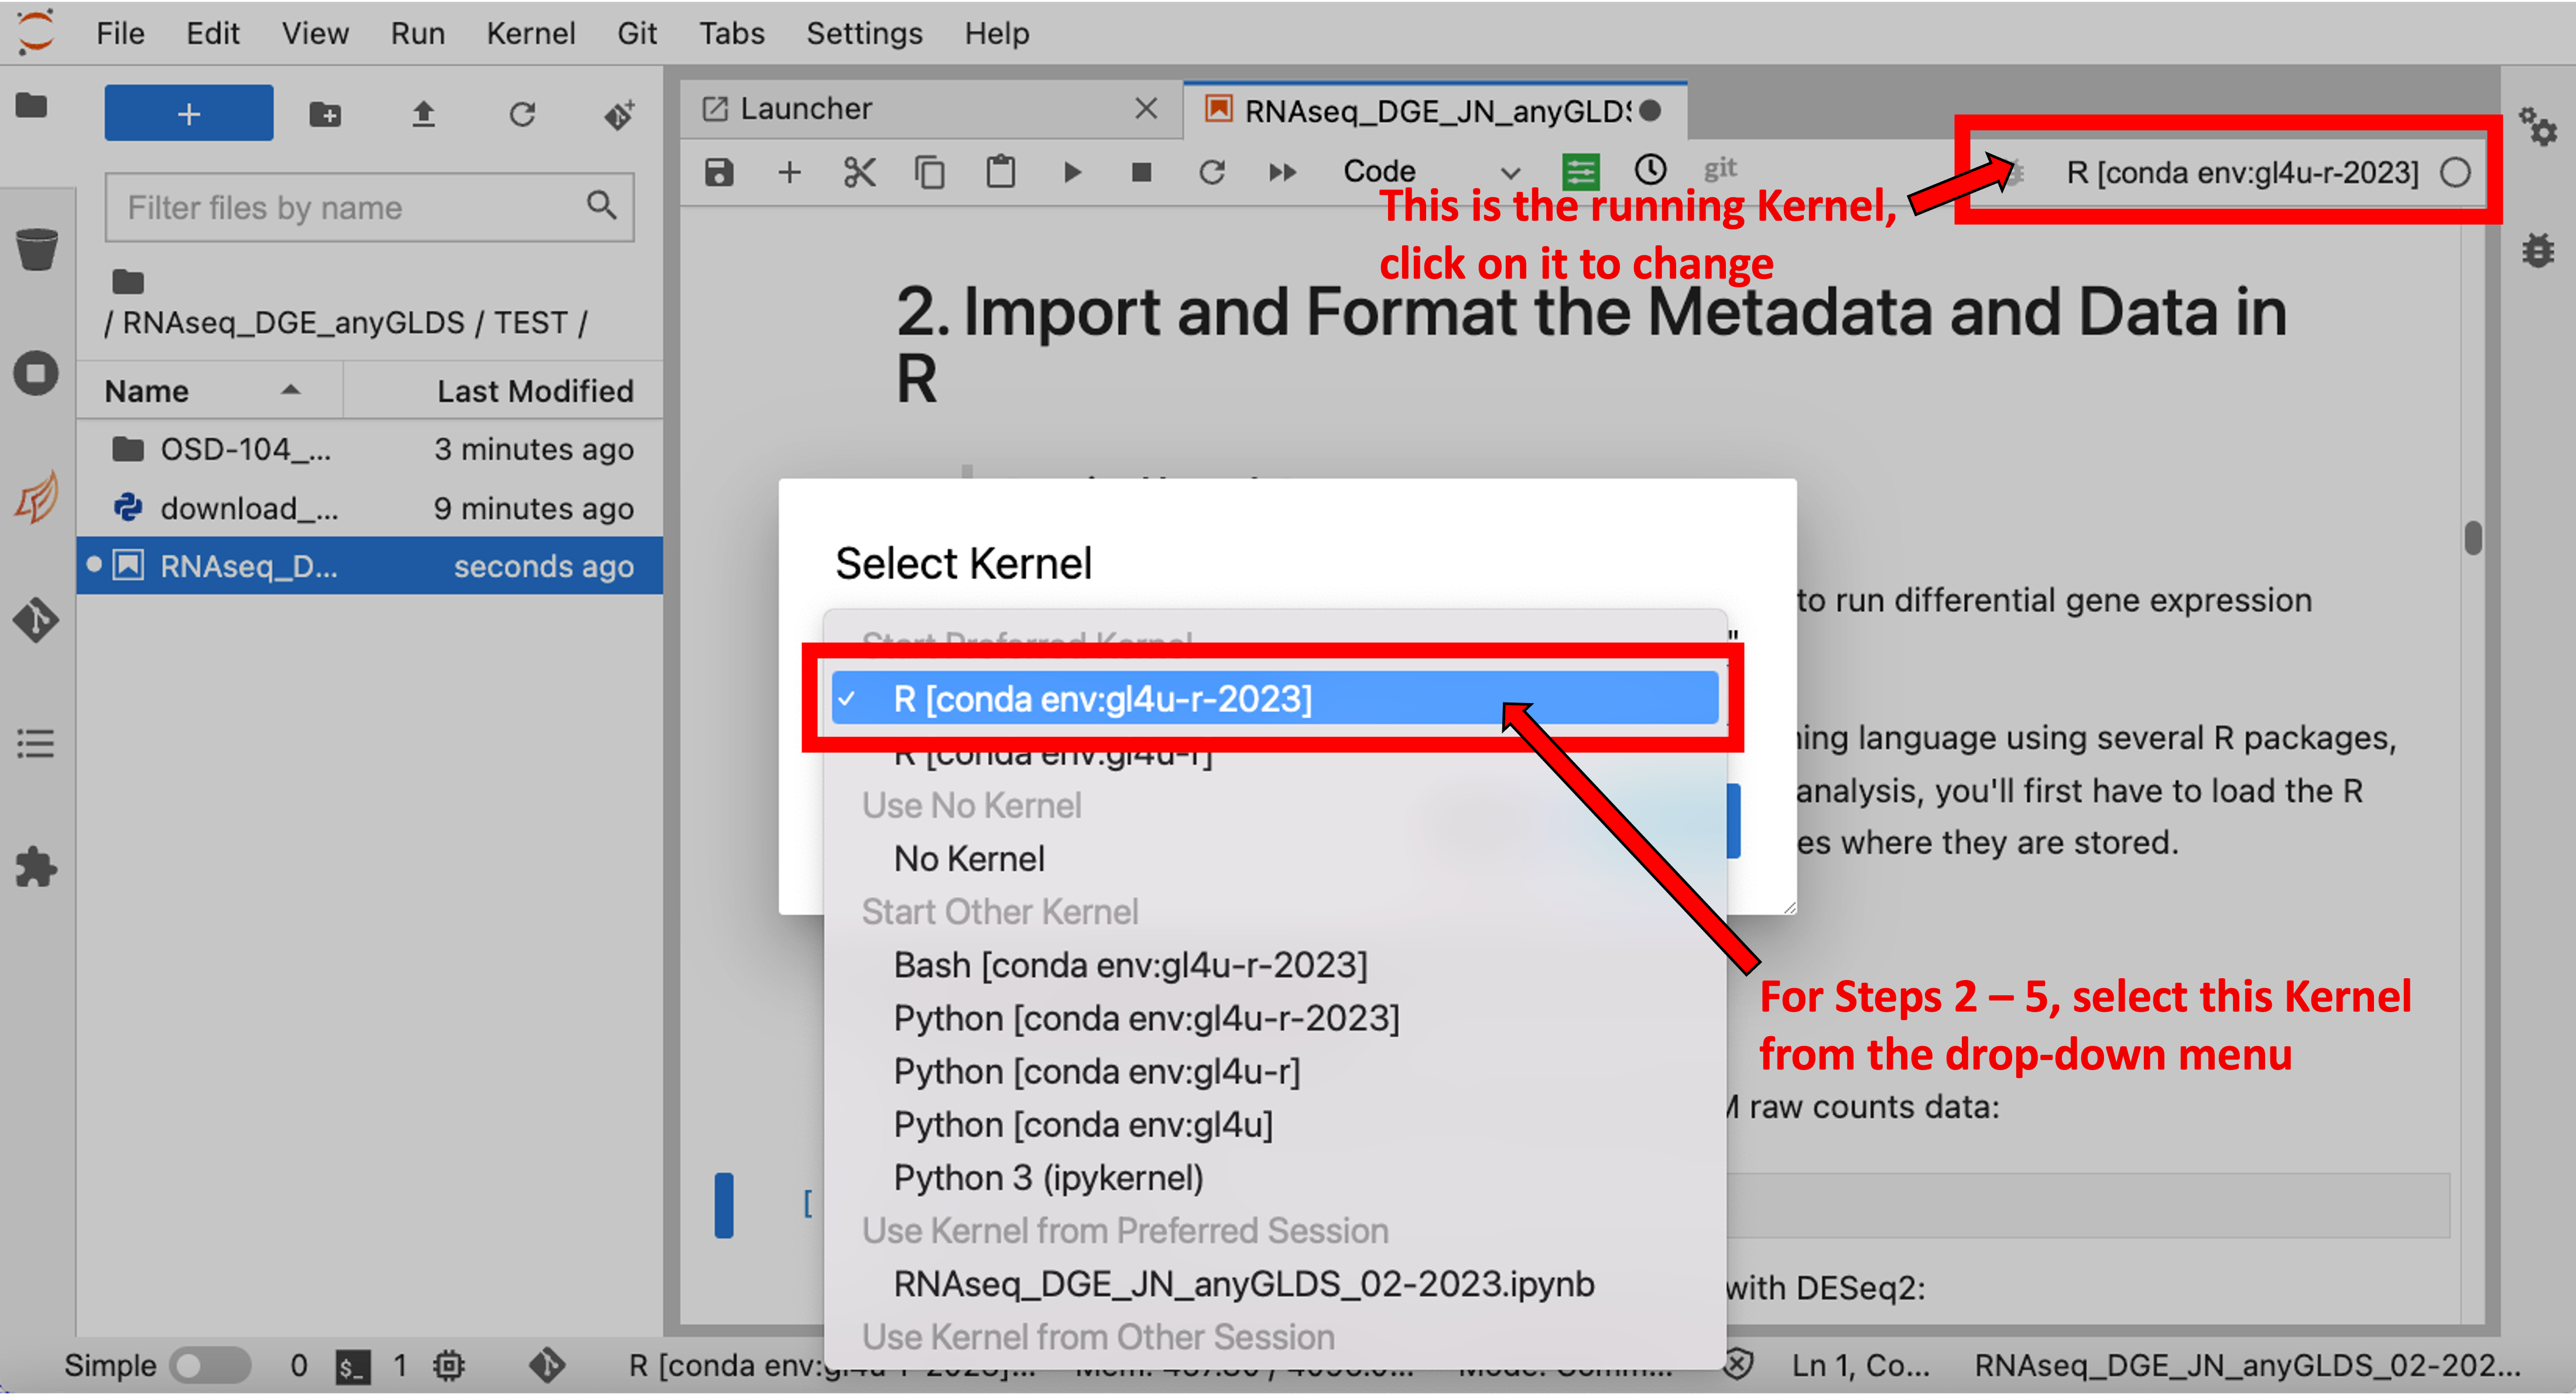 File Edit View Run Kernel Git Tabs Settings Help
+
Filter files by name
/ RNAseq_DGE_anyGLDS / TEST /
Name Last Modified
OSD-104_... 3 minutes ago
download_... 9 minutes ago
RNAseq_D... seconds ago
Launcher
RNAseq_DGE_JN_anyGLDS
Code git R [conda env:gl4u-r-2023]
This is the running Kernel,
click on it to change
2. Import and Format the Metadata and Data in
R
Select Kernel
Start Preferred Kernel
R [conda env:gl4u-r-2023]
R [conda env:gl4u-r]
Use No Kernel
No Kernel
Start Other Kernel
Bash [conda env:gl4u-r-2023]
Python [conda env:gl4u-r-2023]
Python [conda env:gl4u-r]
Python [conda env:gl4u]
Python 3 (ipykernel)
Use Kernel from Preferred Session
RNAseq_DGE_JN_anyGLDS_02-2023.ipynb
Use Kernel from Other Session
to run differential gene expression
"
ing language using several R packages,
analysis, you'll first have to load the R
es where they are stored.
For Steps 2 – 5, select this Kernel
from the drop-down menu
raw counts data:
[
with DESeq2:
Simple 0 $_ 1 R [conda env:gl4u-r-2023]... Ln 1, Co... RNAseq_DGE_JN_anyGLDS_02-202...